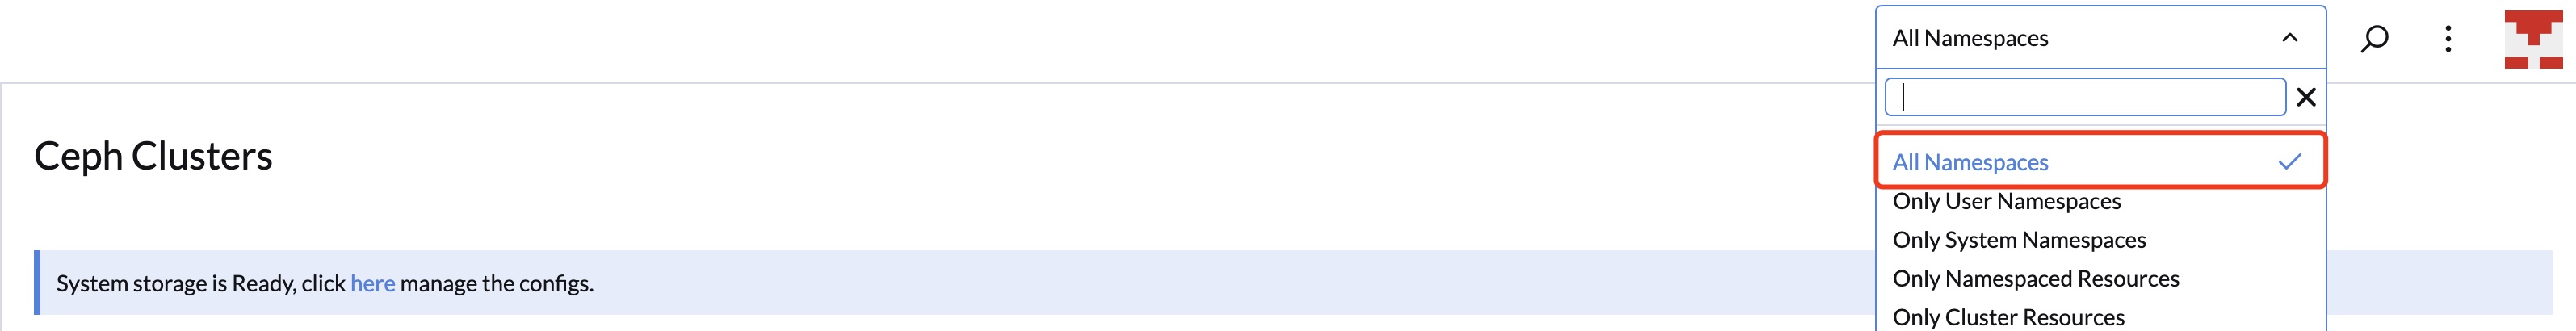 All Namespaces
All Namespaces
Only User Namespaces
Only System Namespaces
Only Namespaced Resources
Only Cluster Resources
Ceph Clusters
System storage is Ready, click here manage the configs.